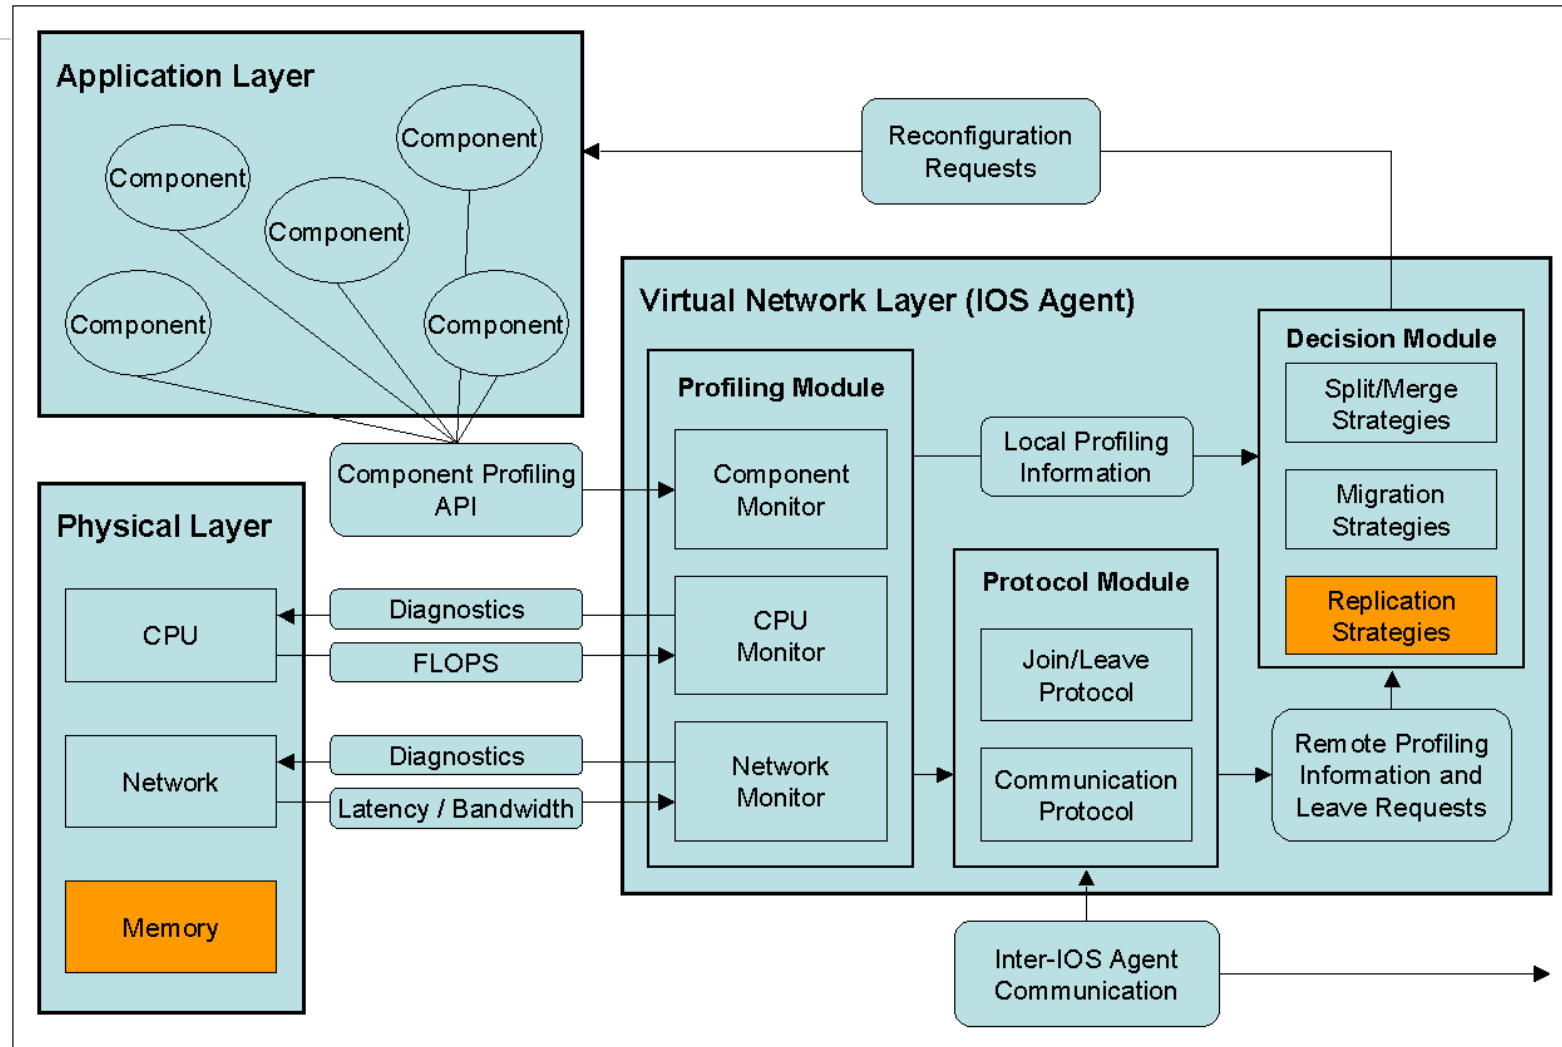 Application Layer
Component
Component
Component
Component
Component
Reconfiguration
Requests
Virtual Network Layer (IOS Agent)
Component Profiling
API
Physical Layer
CPU
Network
Memory
Diagnostics
FLOPS
Diagnostics
Latency / Bandwidth
Profiling Module
Component
Monitor
CPU
Monitor
Network
Monitor
Local Profiling
Information
Protocol Module
Join/Leave
Protocol
Communication
Protocol
Decision Module
Split/Merge
Strategies
Migration
Strategies
Replication
Strategies
Remote Profiling
Information and
Leave Requests
Inter-IOS Agent
Communication